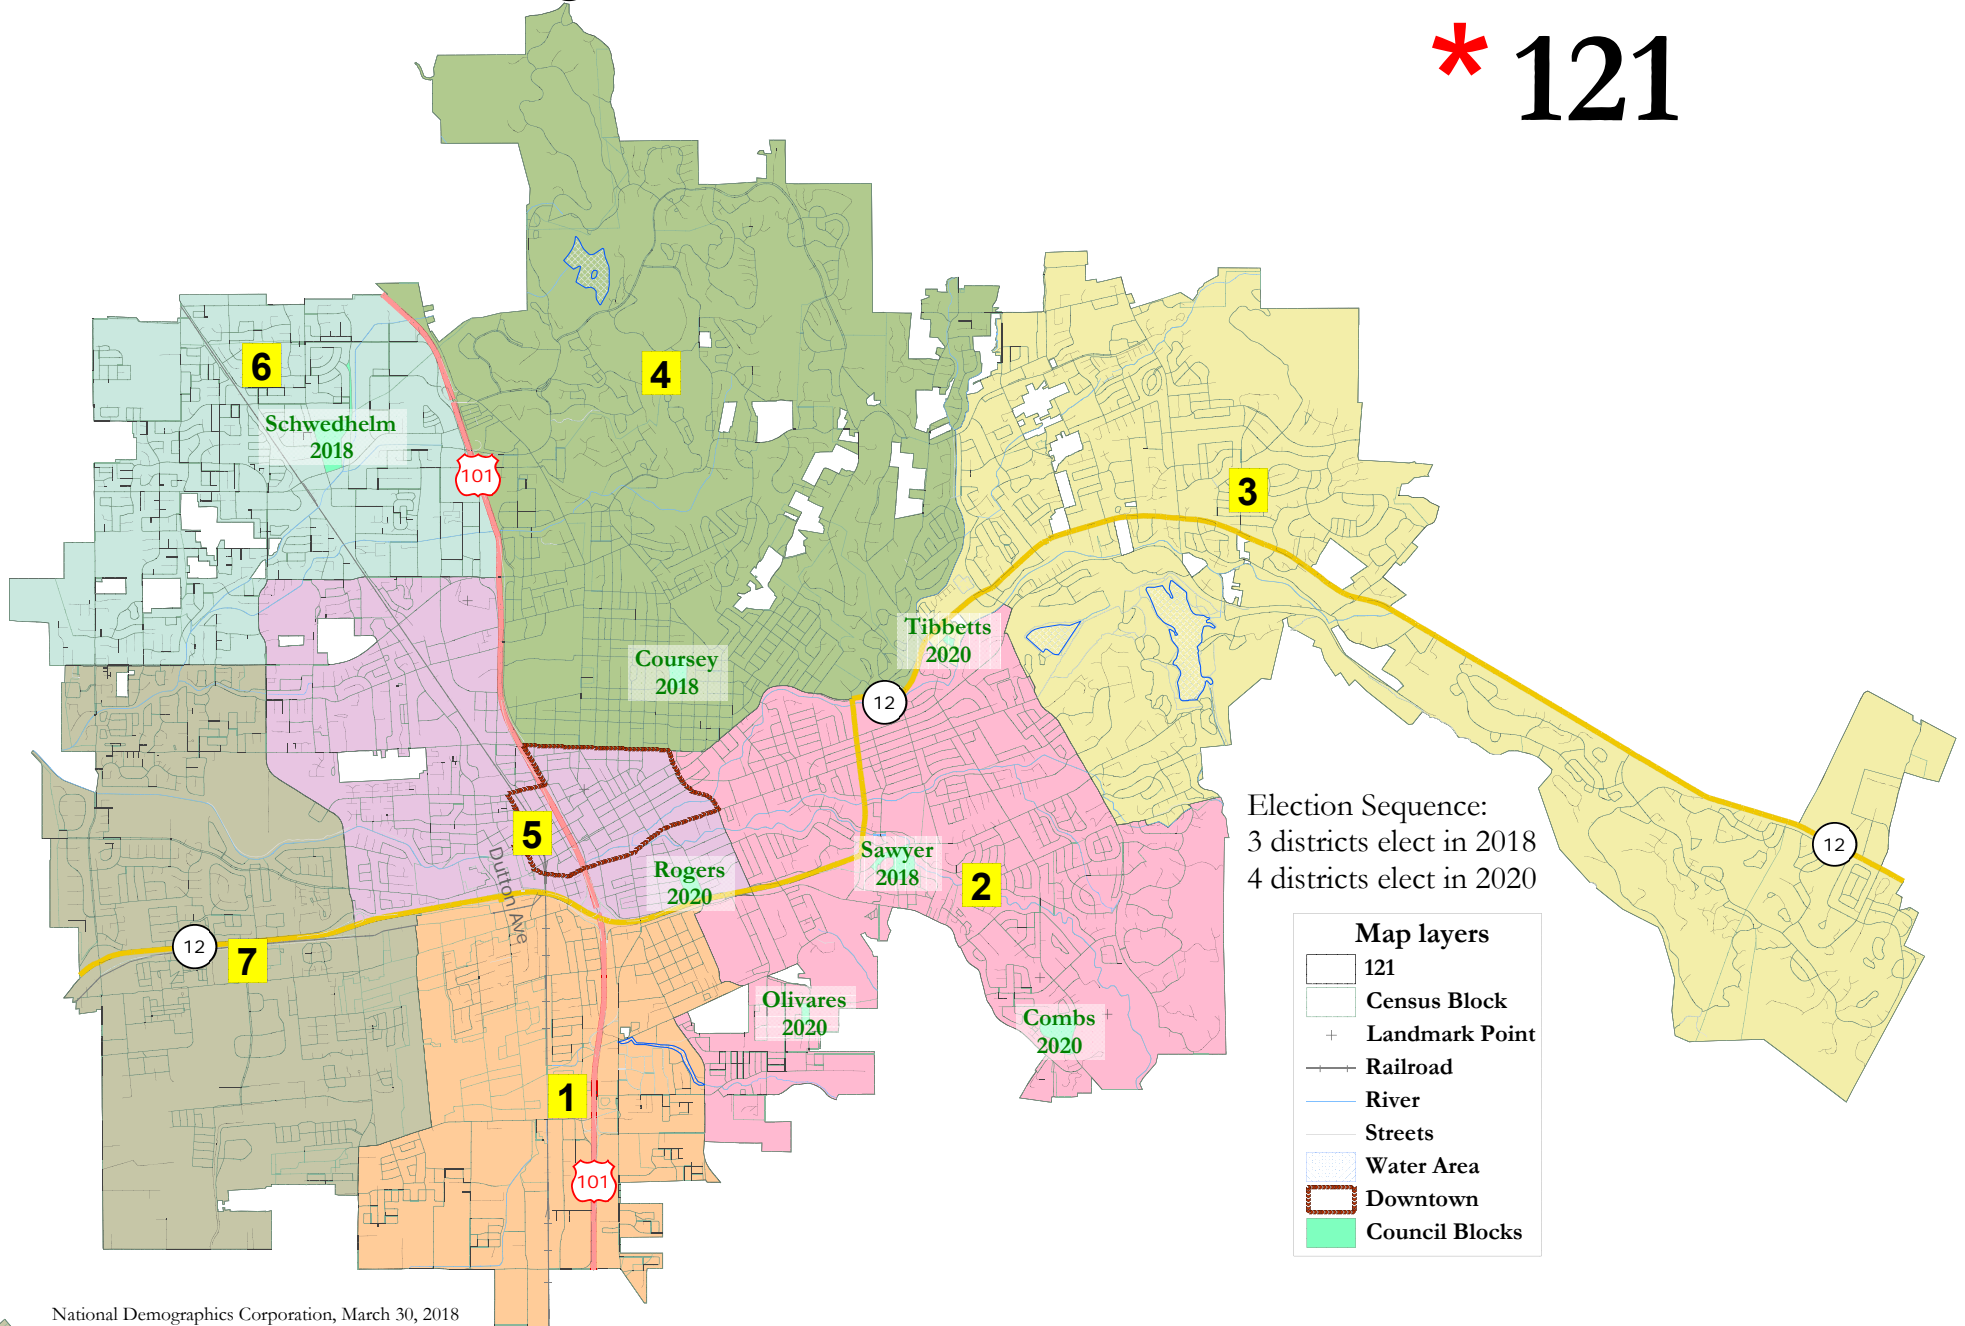 * 121
6
4
Schwedhelm
2018
101
3
Tibbetts
2020
Coursey
2018
12
Election Sequence:
3 districts elect in 2018
4 districts elect in 2020
5
Dutton Ave
Sawyer
2018
Rogers
2020
2
12
12
7
Olivares
2020
Combs
2020
1
101
Map layers
121
Census Block
Landmark Point
Railroad
River
Streets
Water Area
Downtown
Council Blocks
National Demographics Corporation, March 30, 2018